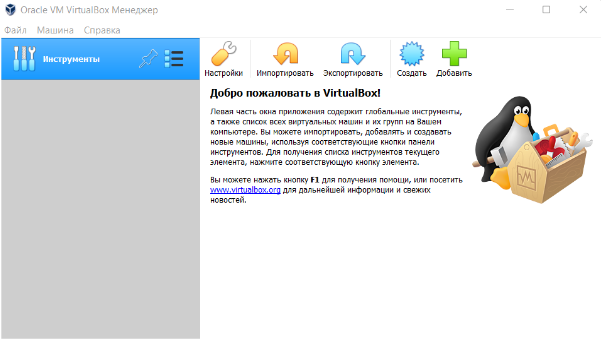 Oracle VM VirtualBox Менеджер
Файл Машина Справка
Инструменты
Настройки Импортировать Экспортировать Создать Добавить
Добро пожаловать в VirtualBox!
Левая часть окна приложения содержит глобальные инструменты,
а также список всех виртуальных машин и их групп на Вашем
компьютере. Вы можете импортировать, добавлять и создавать
новые машины, используя соответствующие кнопки панели
инструментов. Для получения списка инструментов текущего
элемента, нажмите соответствующую кнопку элемента.
Вы можете нажать кнопку F1 для получения помощи, или посетить
www.virtualbox.org для дальнейшей информации и свежих
новостей.